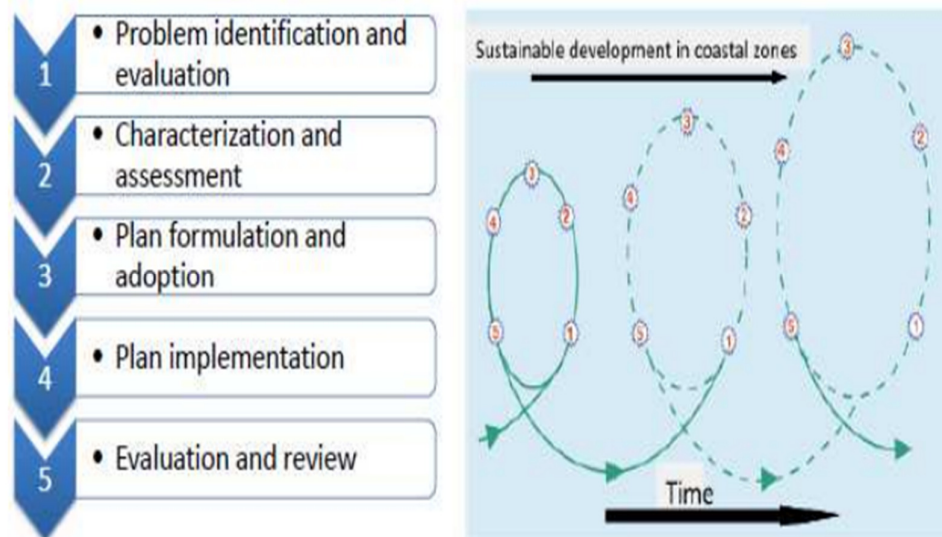 1
• Problem identification and
evaluation
2
• Characterization and
assessment
3
• Plan formulation and
adoption
4
• Plan implementation
5
• Evaluation and review
Sustainable development in coastal zones
3
4
2
5
1
3
4
2
5
1
3
4
2
5
1
Time